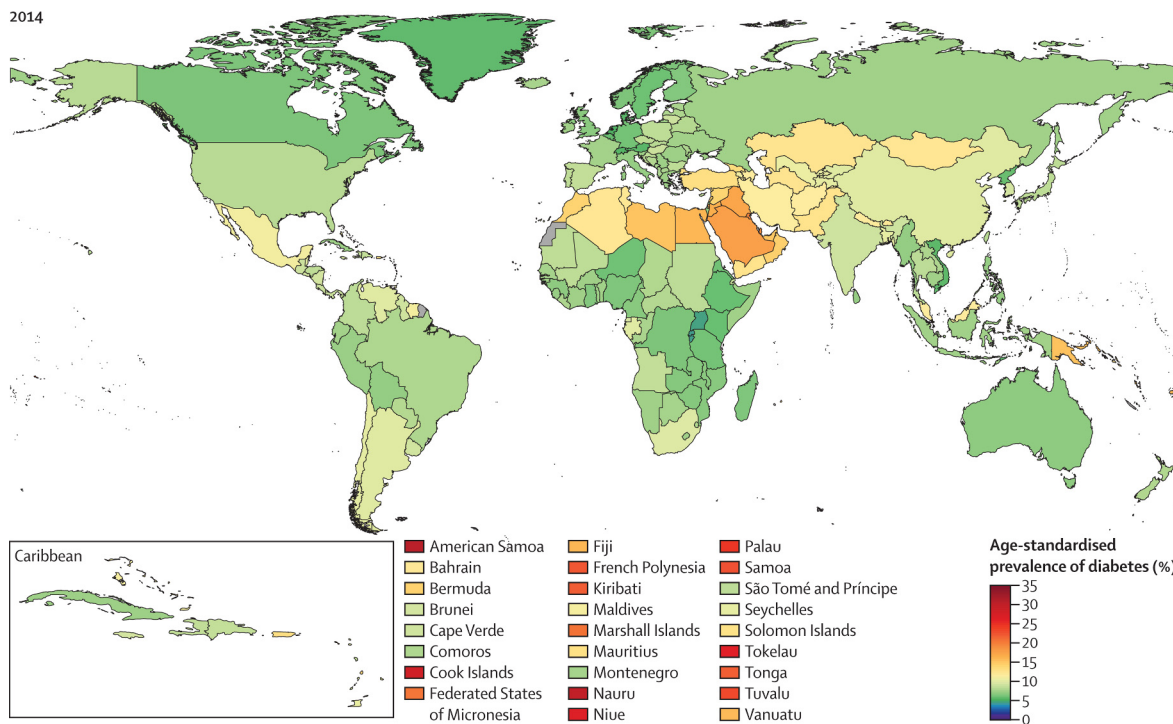 2014
Caribbean
American Samoa
Bahrain
Bermuda
Brunei
Cape Verde
Comoros
Cook Islands
Federated States
of Micronesia
Fiji
French Polynesia
Kiribati
Maldives
Marshall Islands
Mauritius
Montenegro
Nauru
Niue
Palau
Samoa
São Tomé and Príncipe
Seychelles
Solomon Islands
Tokelau
Tonga
Tuvalu
Vanuatu
Age-standardised
prevalence of diabetes (%)
35
30
25
20
15
10
5
0